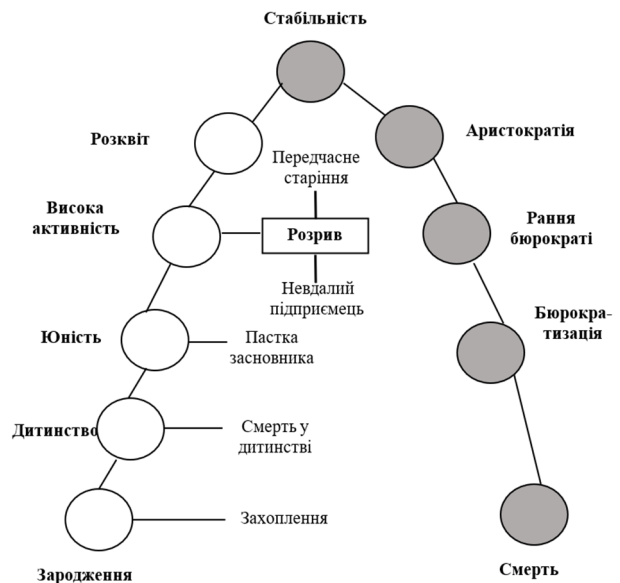 Стабільність
Розквіт
Аристократія
Передчасне
старіння
Висока
активність
Розрив
Рання
бюрократі
Невдалий
підприємець
Бюрокра-
тизація
Юність
Пастка
засновника
Дитинство
Смерть у
дитинстві
Захоплення
Зародження
Смерть